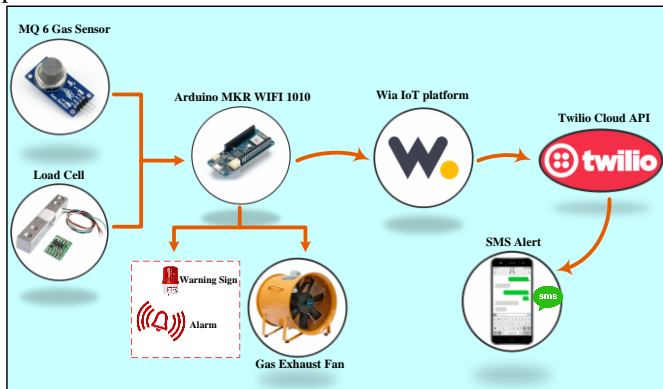 MQ 6 Gas Sensor
Arduino MKR WIFI 1010
Wia IoT platform
Twilio Cloud API
W.
twilio
Load Cell
SMS Alert
Warning Sign
sms
Alarm
Gas Exhaust Fan